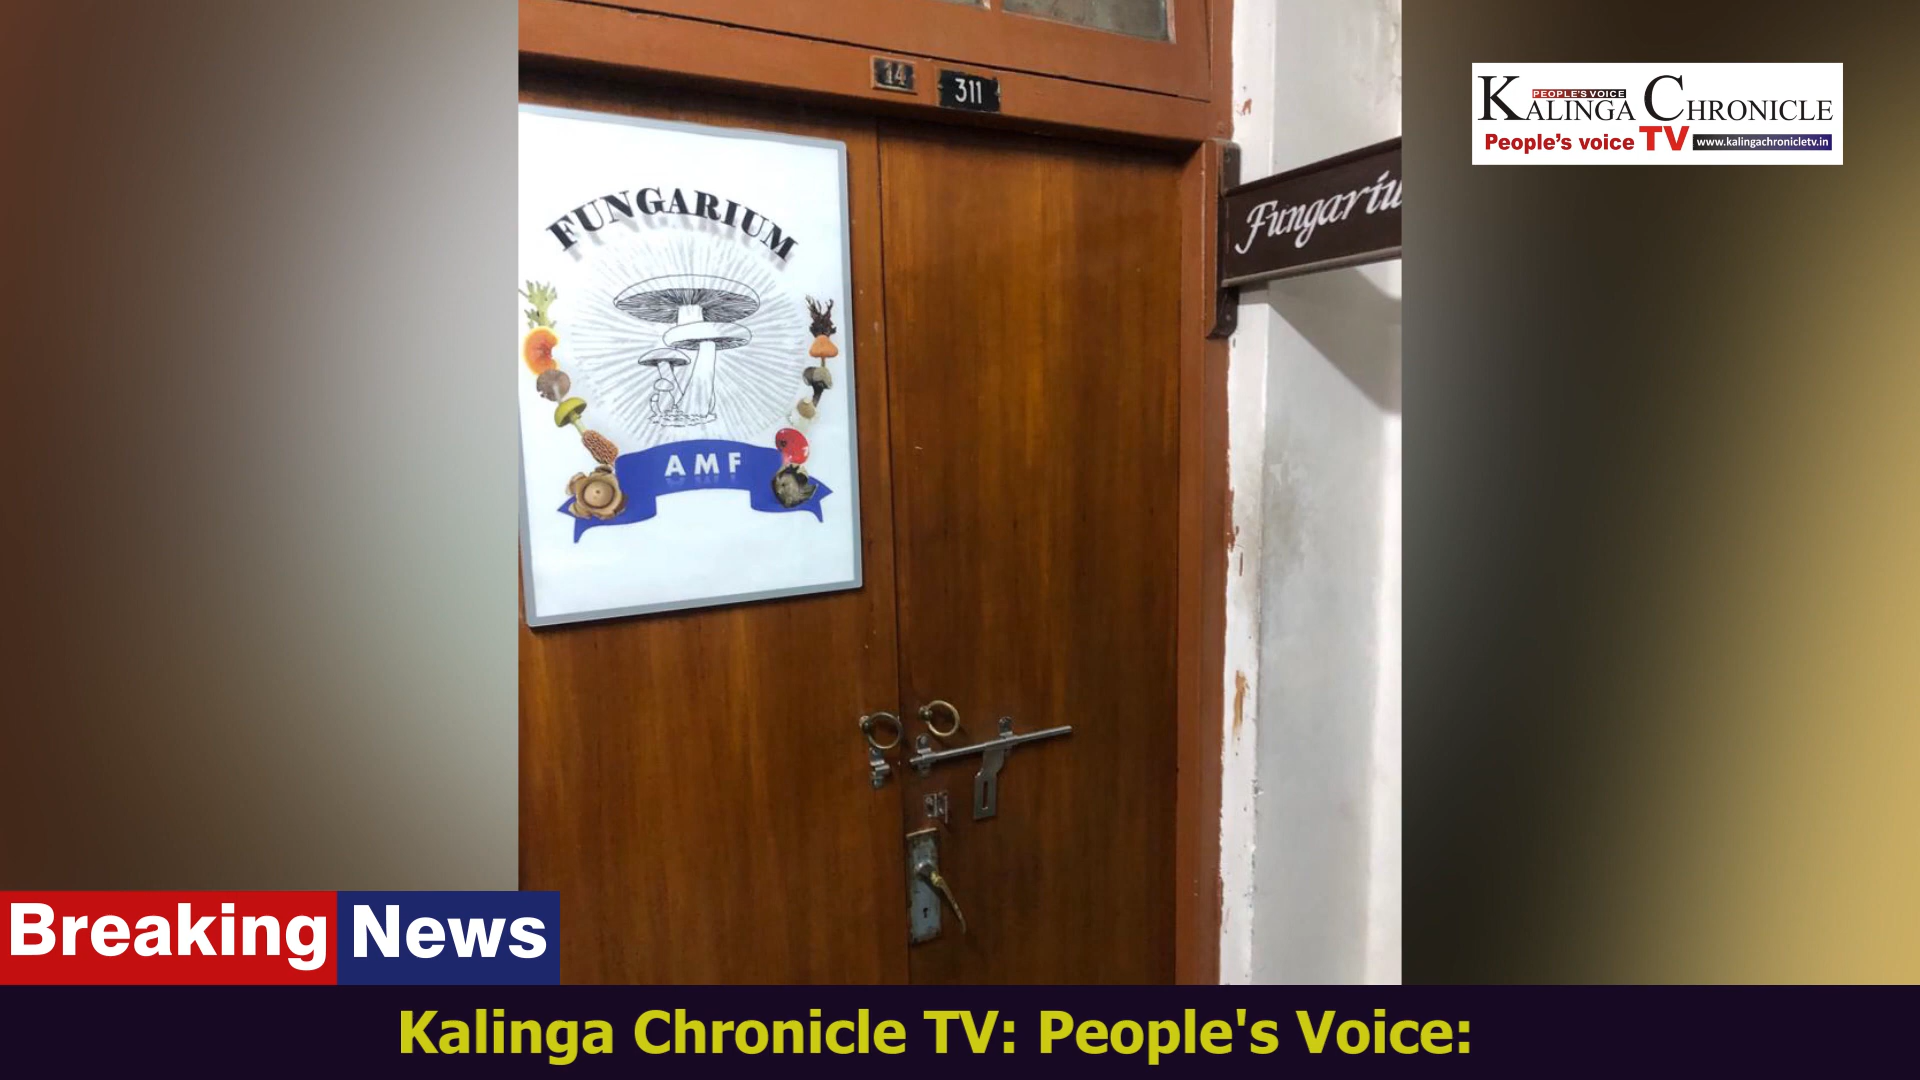 14
311
FUNGARIUM
AMF
Fungariu
KALINGA CHRONICLE
PEOPLE'S VOICE
People's voice TV
www.kalingachronicletv.in
Breaking News
Kalinga Chronicle TV: People's Voice: